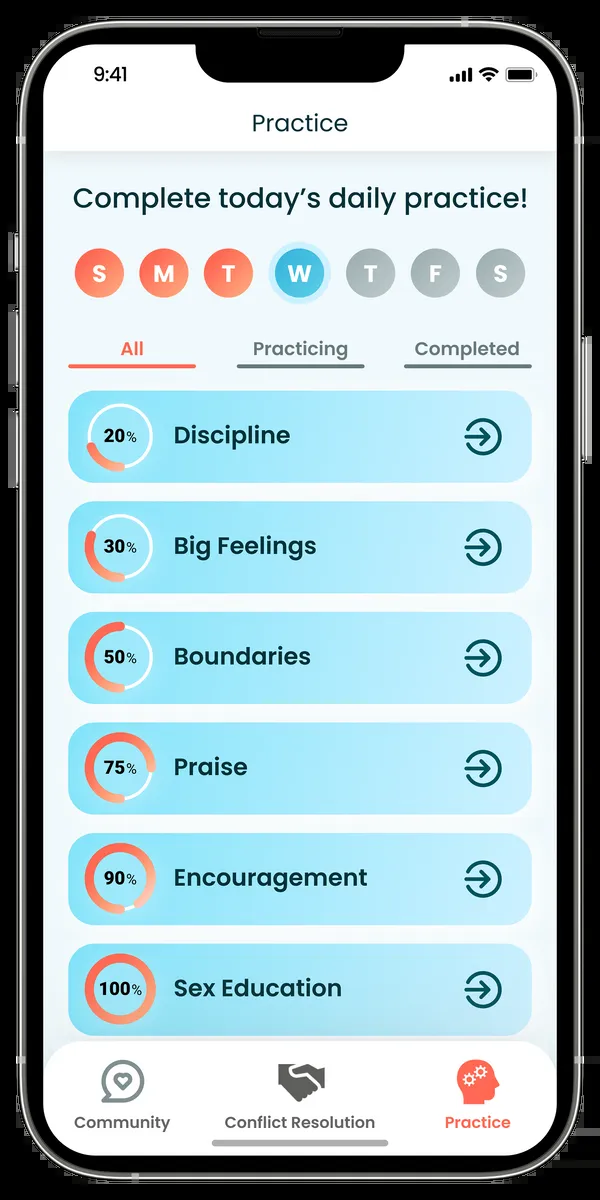 9:41
Practice
Complete today's daily practice!
S M T W T F S
All Practicing Completed
20% Discipline
30% Big Feelings
50% Boundaries
75% Praise
90% Encouragement
100% Sex Education
Community Conflict Resolution Practice